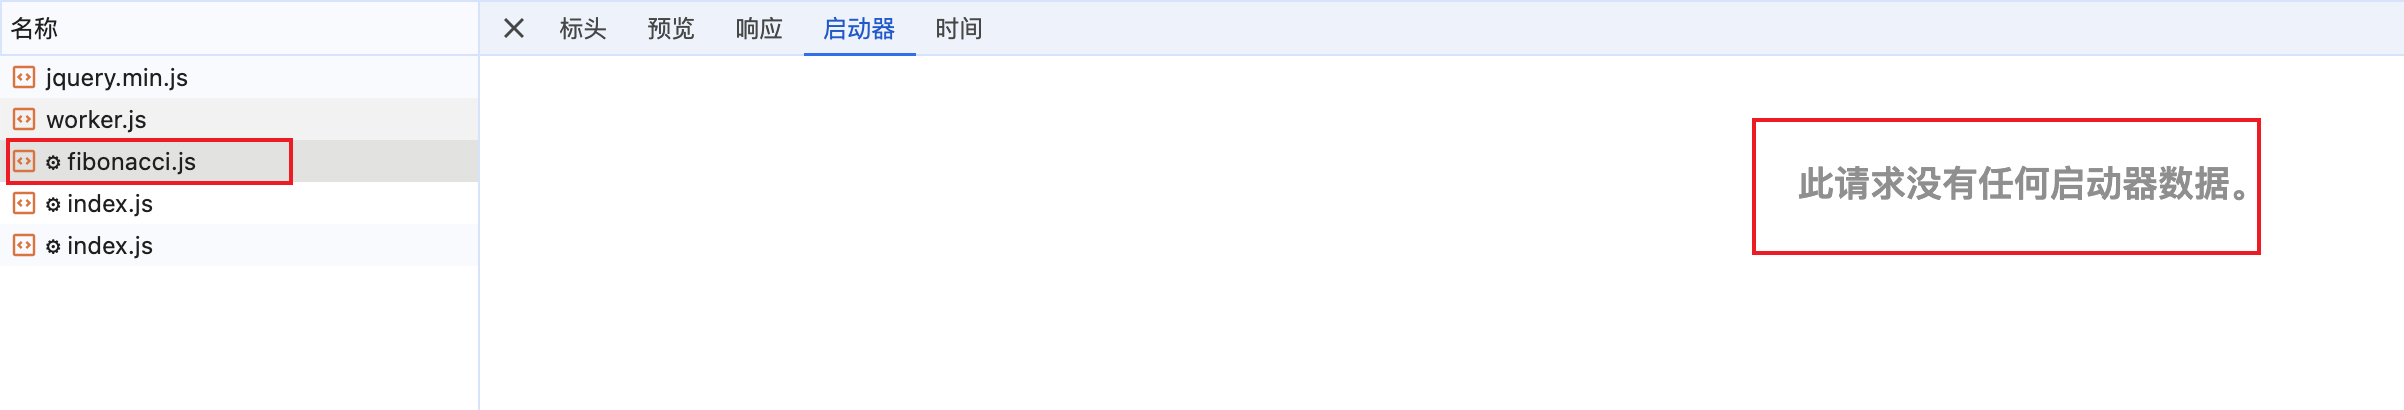 名称
标头 预览 响应 启动器 时间
jquery.min.js
worker.js
fibonacci.js
index.js
index.js
此请求没有任何启动器数据。